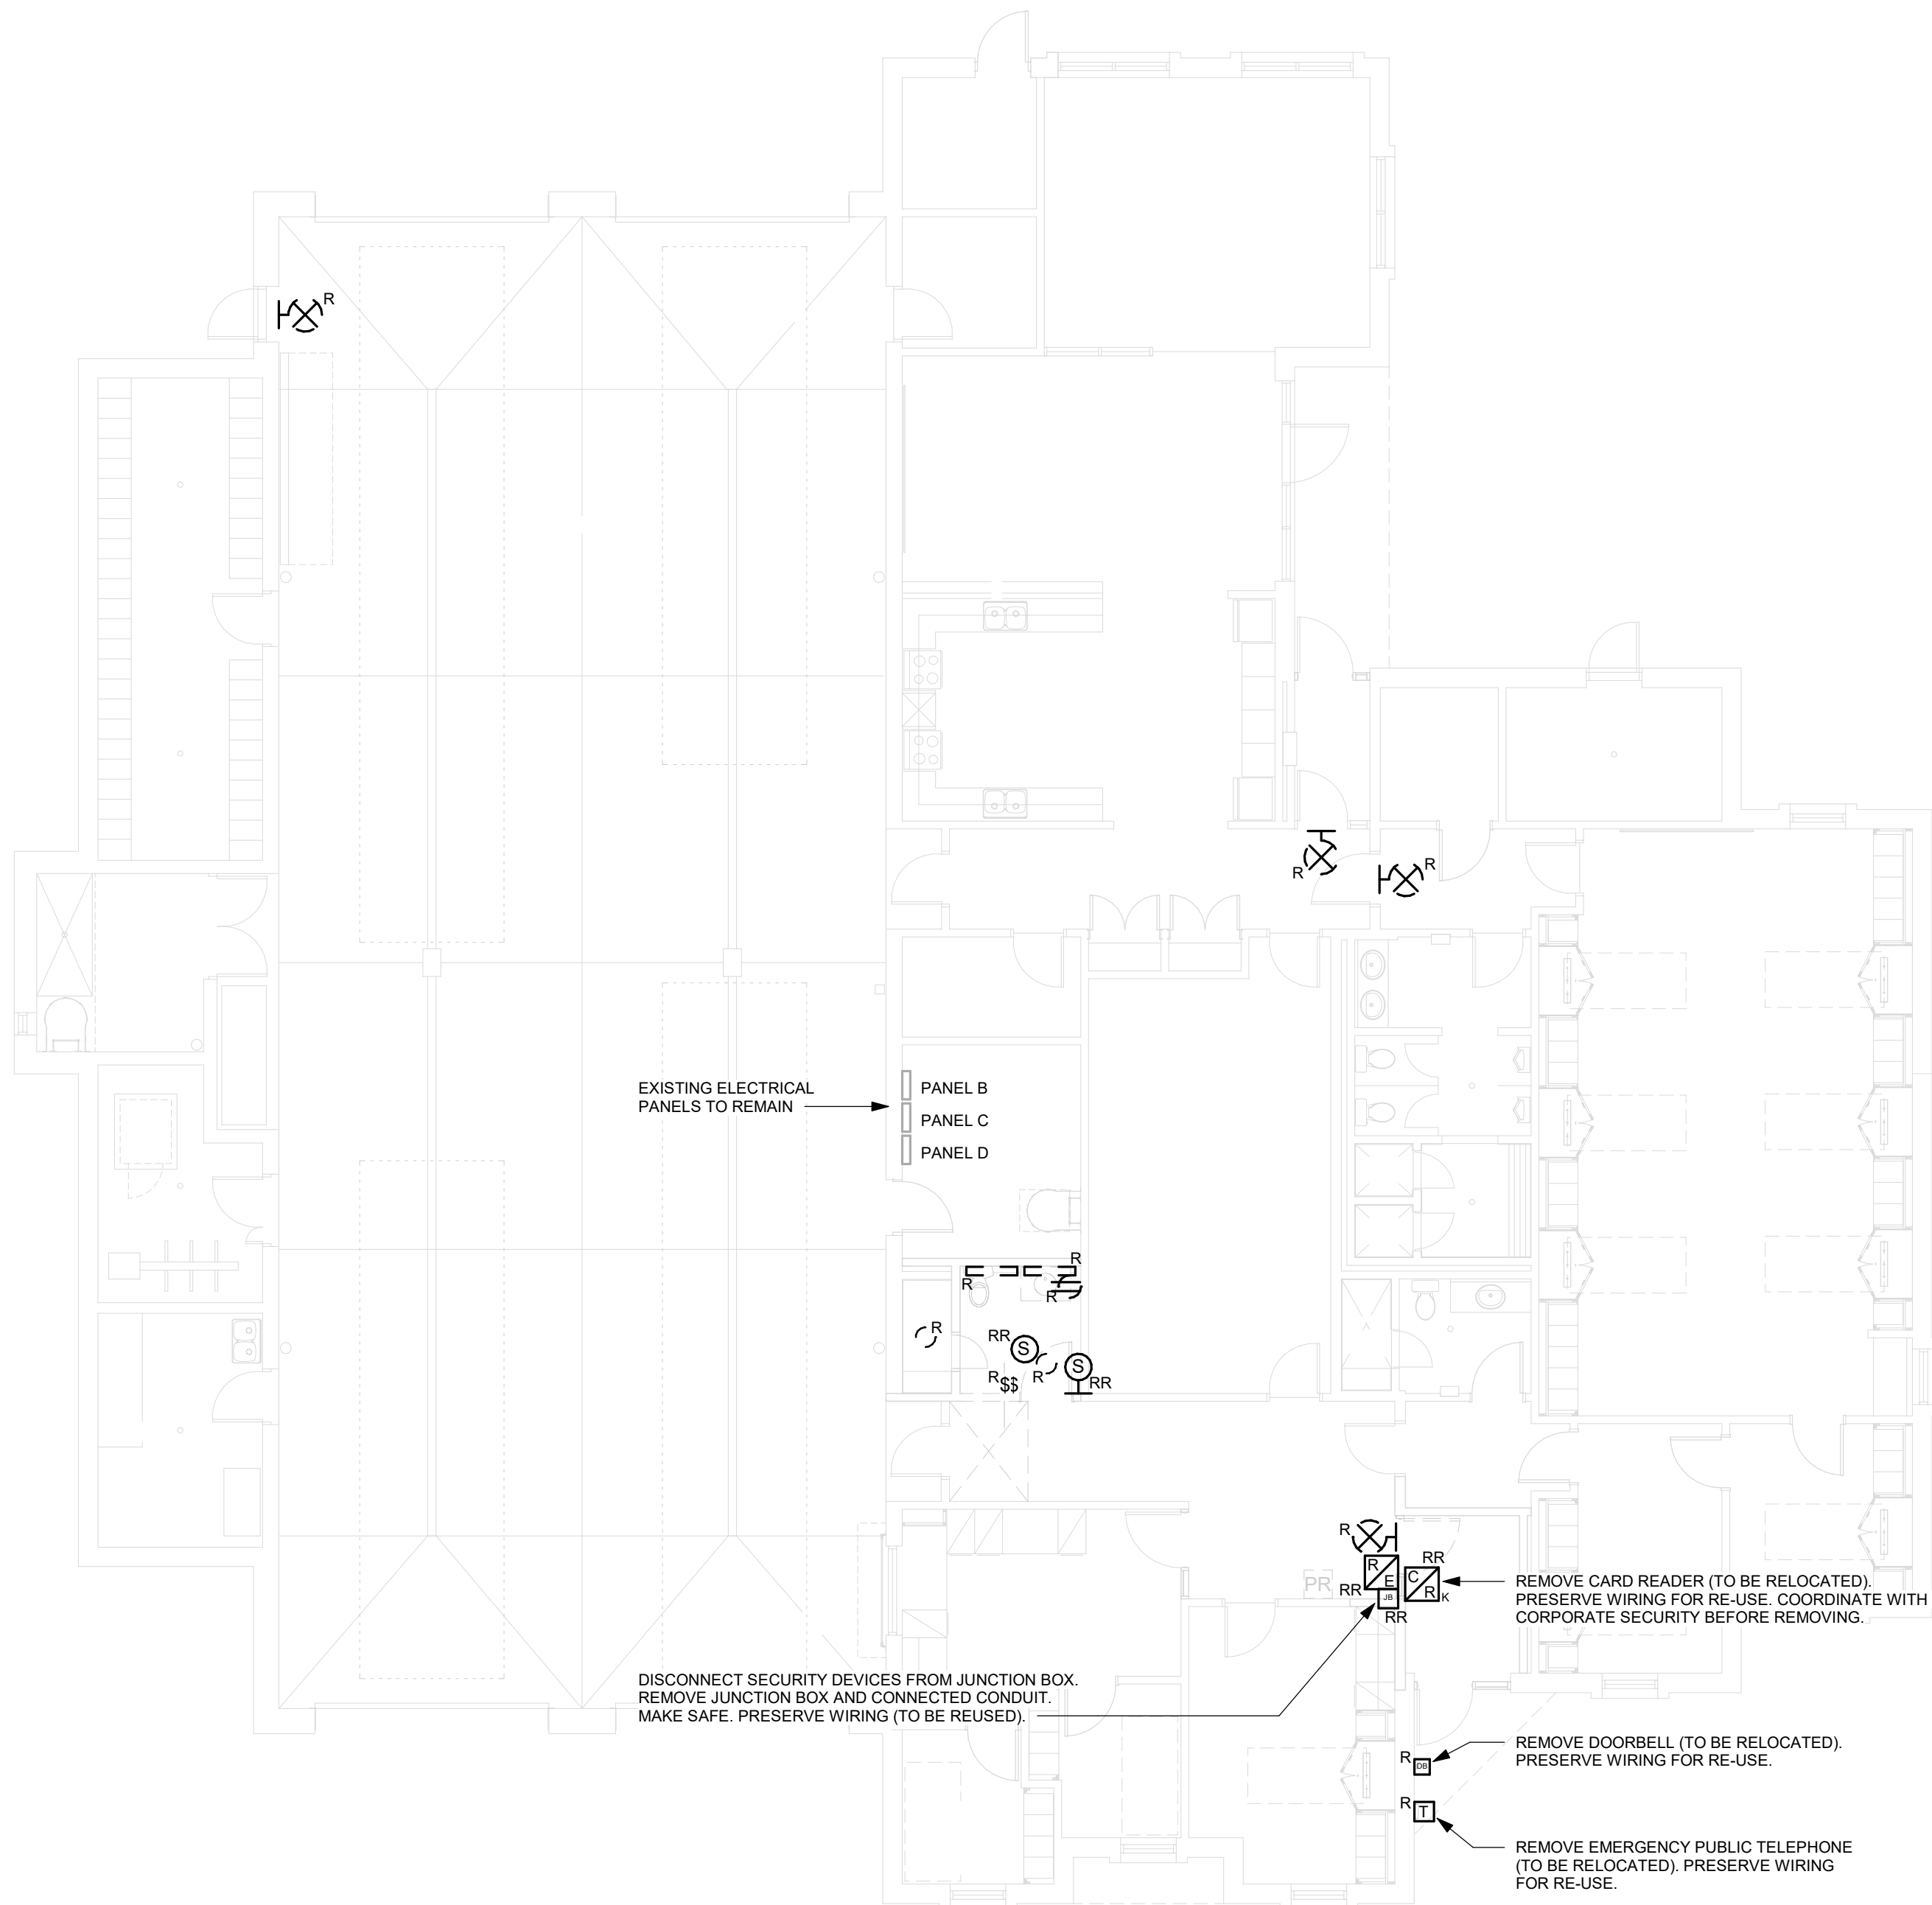 R
R
R
EXISTING ELECTRICAL
PANELS TO REMAIN
PANEL B
PANEL C
PANEL D
R
R
R
R
RR
S
R
S
R
$$
RR
R
R
E
RR
C
R
K
RR
JB
RR
PR
REMOVE CARD READER (TO BE RELOCATED).
PRESERVE WIRING FOR RE-USE. COORDINATE WITH
CORPORATE SECURITY BEFORE REMOVING.
DISCONNECT SECURITY DEVICES FROM JUNCTION BOX.
REMOVE JUNCTION BOX AND CONNECTED CONDUIT.
MAKE SAFE. PRESERVE WIRING (TO BE REUSED).
R
DB
REMOVE DOORBELL (TO BE RELOCATED).
PRESERVE WIRING FOR RE-USE.
R
T
REMOVE EMERGENCY PUBLIC TELEPHONE
(TO BE RELOCATED). PRESERVE WIRING
FOR RE-USE.